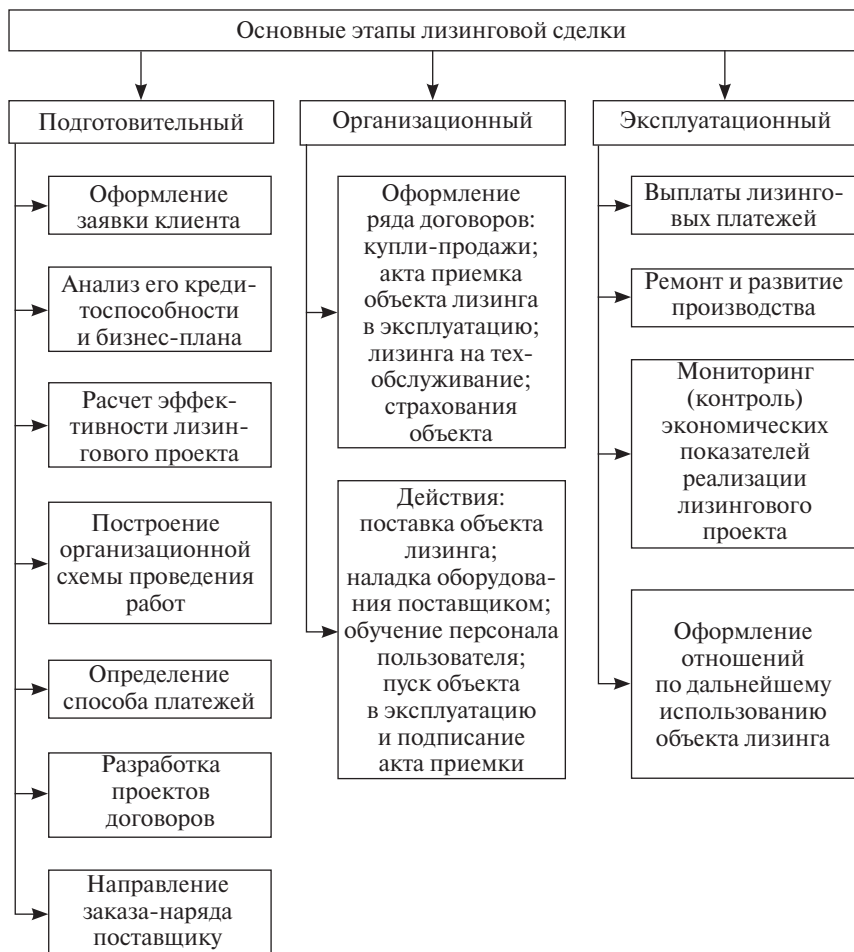 Основные этапы лизинговой сделки
Подготовительный
Оформление
заявки клиента
Анализ его креди-
тоспособности
и бизнес-плана
Расчет эффек-
тивности лизин-
гового проекта
Построение
организационной
схемы проведения
работ
Определение
способа платежей
Разработка
проектов
договоров
Направление
заказа-наряда
поставщику
Организационный
Оформление
ряда договоров:
купли-продажи;
акта приемка
объекта лизинга
в эксплуатацию;
лизинга на тех-
обслуживание;
страхования
объекта
Действия:
поставка объекта
лизинга;
наладка оборудова-
ния поставщиком;
обучение персонала
пользователя;
пуск объекта
в эксплуатацию
и подписание
акта приемки
Эксплуатационный
Выплаты лизинго-
вых платежей
Ремонт и развитие
производства
Мониторинг
(контроль)
экономических
показателей
реализации
лизингового
проекта
Оформление
отношений
по дальнейшему
использованию
объекта лизинга